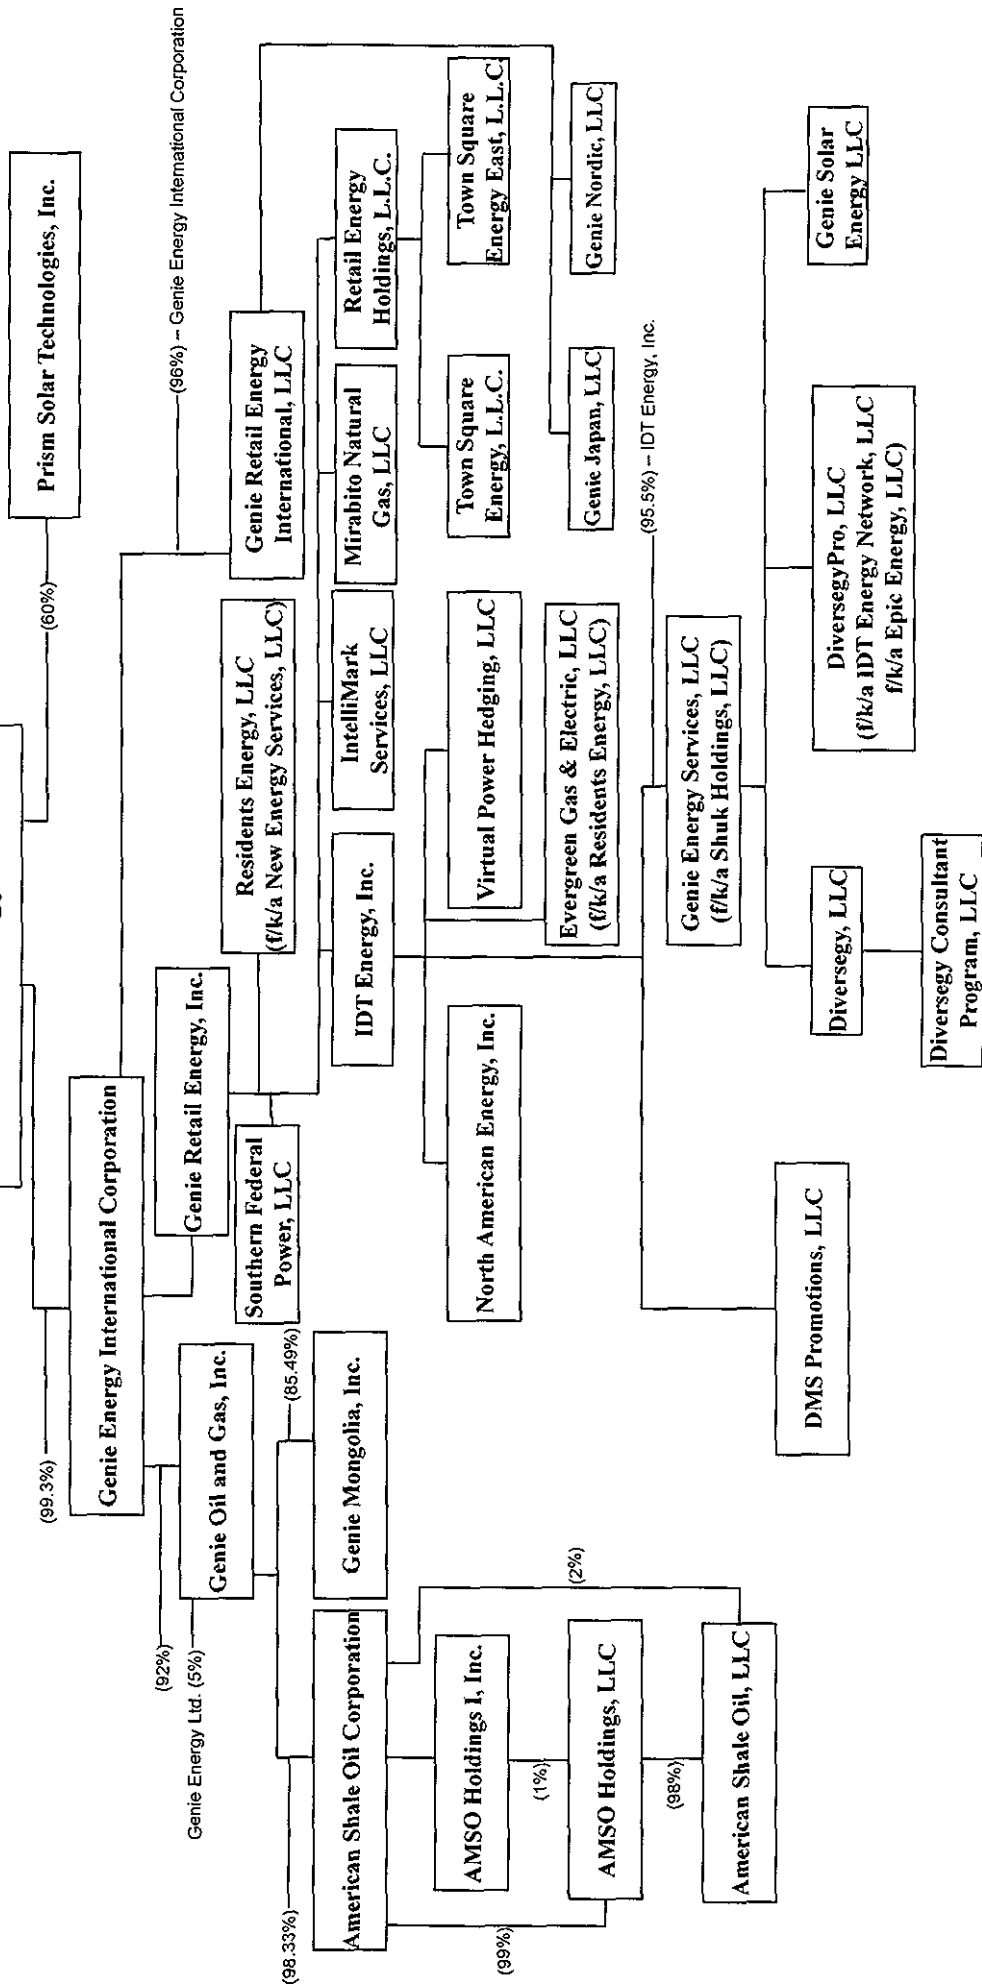 Prism Solar Technologies, Inc.
(60%)
(99.3%)
Genie Energy International Corporation
(96%) – Genie Energy International Corporation
(92%)
Genie Energy Ltd. (5%)
Genie Oil and Gas, Inc.
Genie Retail Energy, Inc.
Residents Energy, LLC
(f/k/a New Energy Services, LLC)
Genie Retail Energy
International, LLC
Southern Federal
Power, LLC
(98.33%)
(85.49%)
American Shale Oil Corporation
Genie Mongolia, Inc.
IDT Energy, Inc.
IntelliMark
Services, LLC
Mirabito Natural
Gas, LLC
Retail Energy
Holdings, L.L.C.
AMSO Holdings I, Inc.
North American Energy, Inc.
Virtual Power Hedging, LLC
Town Square
Energy, L.L.C.
Town Square
Energy East, L.L.C.
(99%)
(1%)
(2%)
AMSO Holdings, LLC
Evergreen Gas & Electric, LLC
(f/k/a Residents Energy, LLC)
Genie Japan, LLC
Genie Nordic, LLC
(98%)
(95.5%) – IDT Energy, Inc.
American Shale Oil, LLC
Genie Energy Services, LLC
(f/k/a Shuk Holdings, LLC)
DMS Promotions, LLC
Diversegy, LLC
DiversegyPro, LLC
(f/k/a IDT Energy Network, LLC
f/k/a Epic Energy, LLC)
Genie Solar
Energy LLC
Diversegy Consultant
Program, LLC